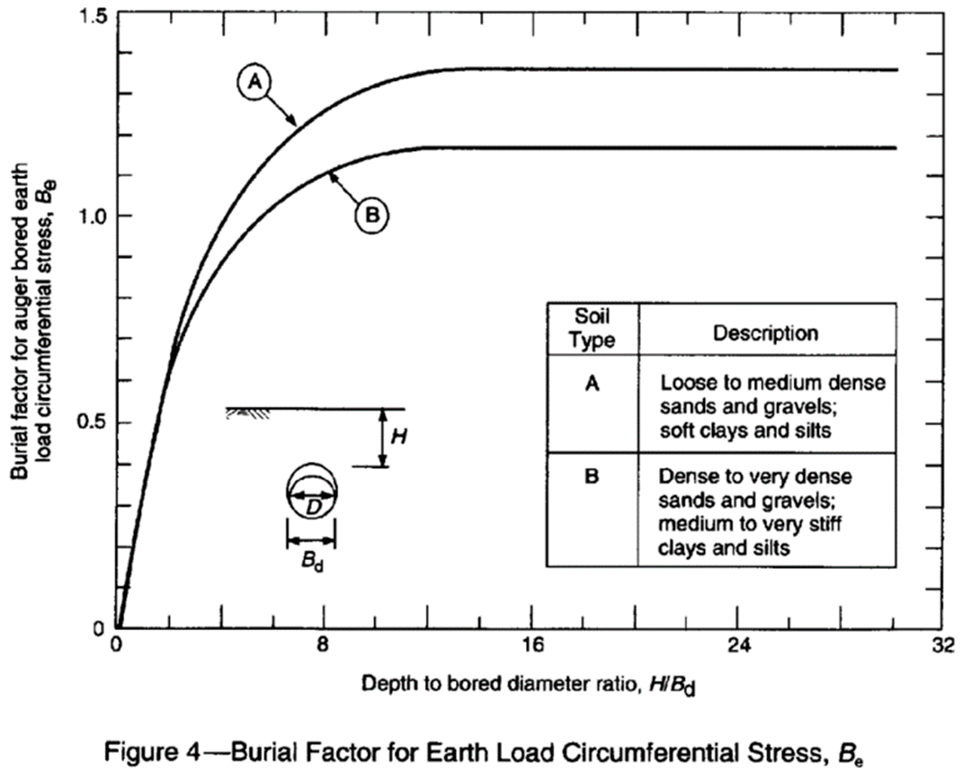 1.5
1.0
0.5
0
Burial factor for auger bored earth
load circumferential stress, Be
A
B
Soil
Type
Description
A
Loose to medium dense
sands and gravels;
soft clays and silts
B
Dense to very dense
sands and gravels;
medium to very stiff
clays and silts
H
D
Bd
0
8
16
24
32
Depth to bored diameter ratio, H/Bd
Figure 4—Burial Factor for Earth Load Circumferential Stress, Be